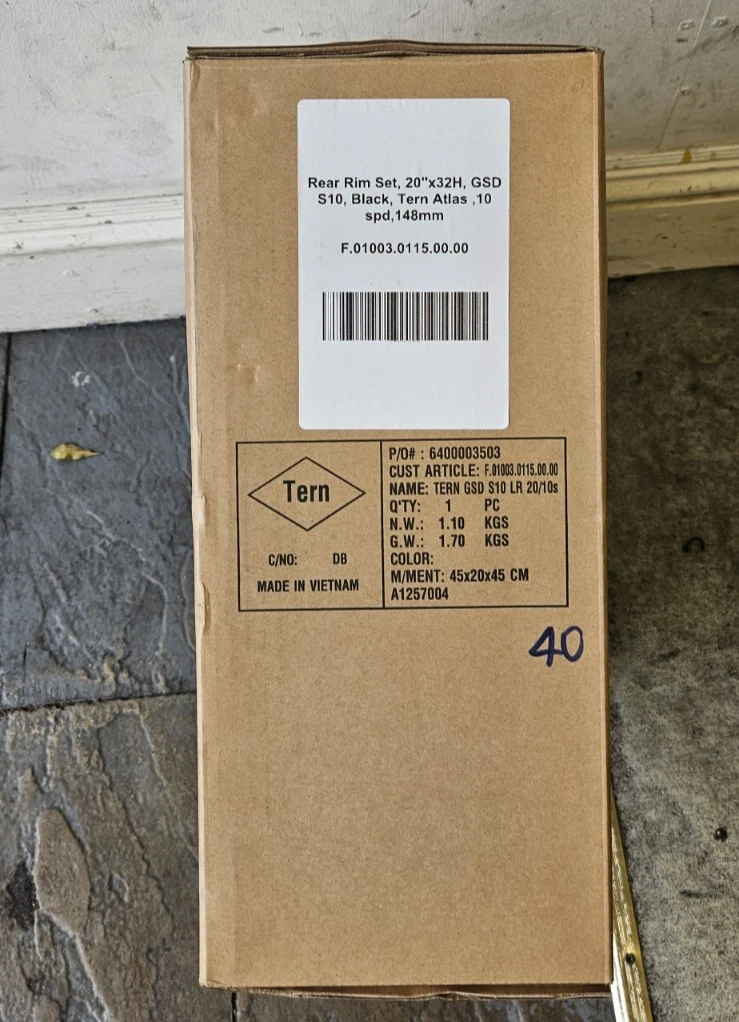 Rear Rim Set, 20"x32H, GSD
S10, Black, Tern Atlas ,10
spd,148mm
F.01003.0115.00.00
Tern
C/NO: DB
MADE IN VIETNAM
P/O# : 6400003503
CUST ARTICLE: F.01003.0115.00.00
NAME: TERN GSD S10 LR 20/10s
Q'TY: 1 PC
N.W.: 1.10 KGS
G.W.: 1.70 KGS
COLOR:
M/MENT: 45x20x45 CM
A1257004
40